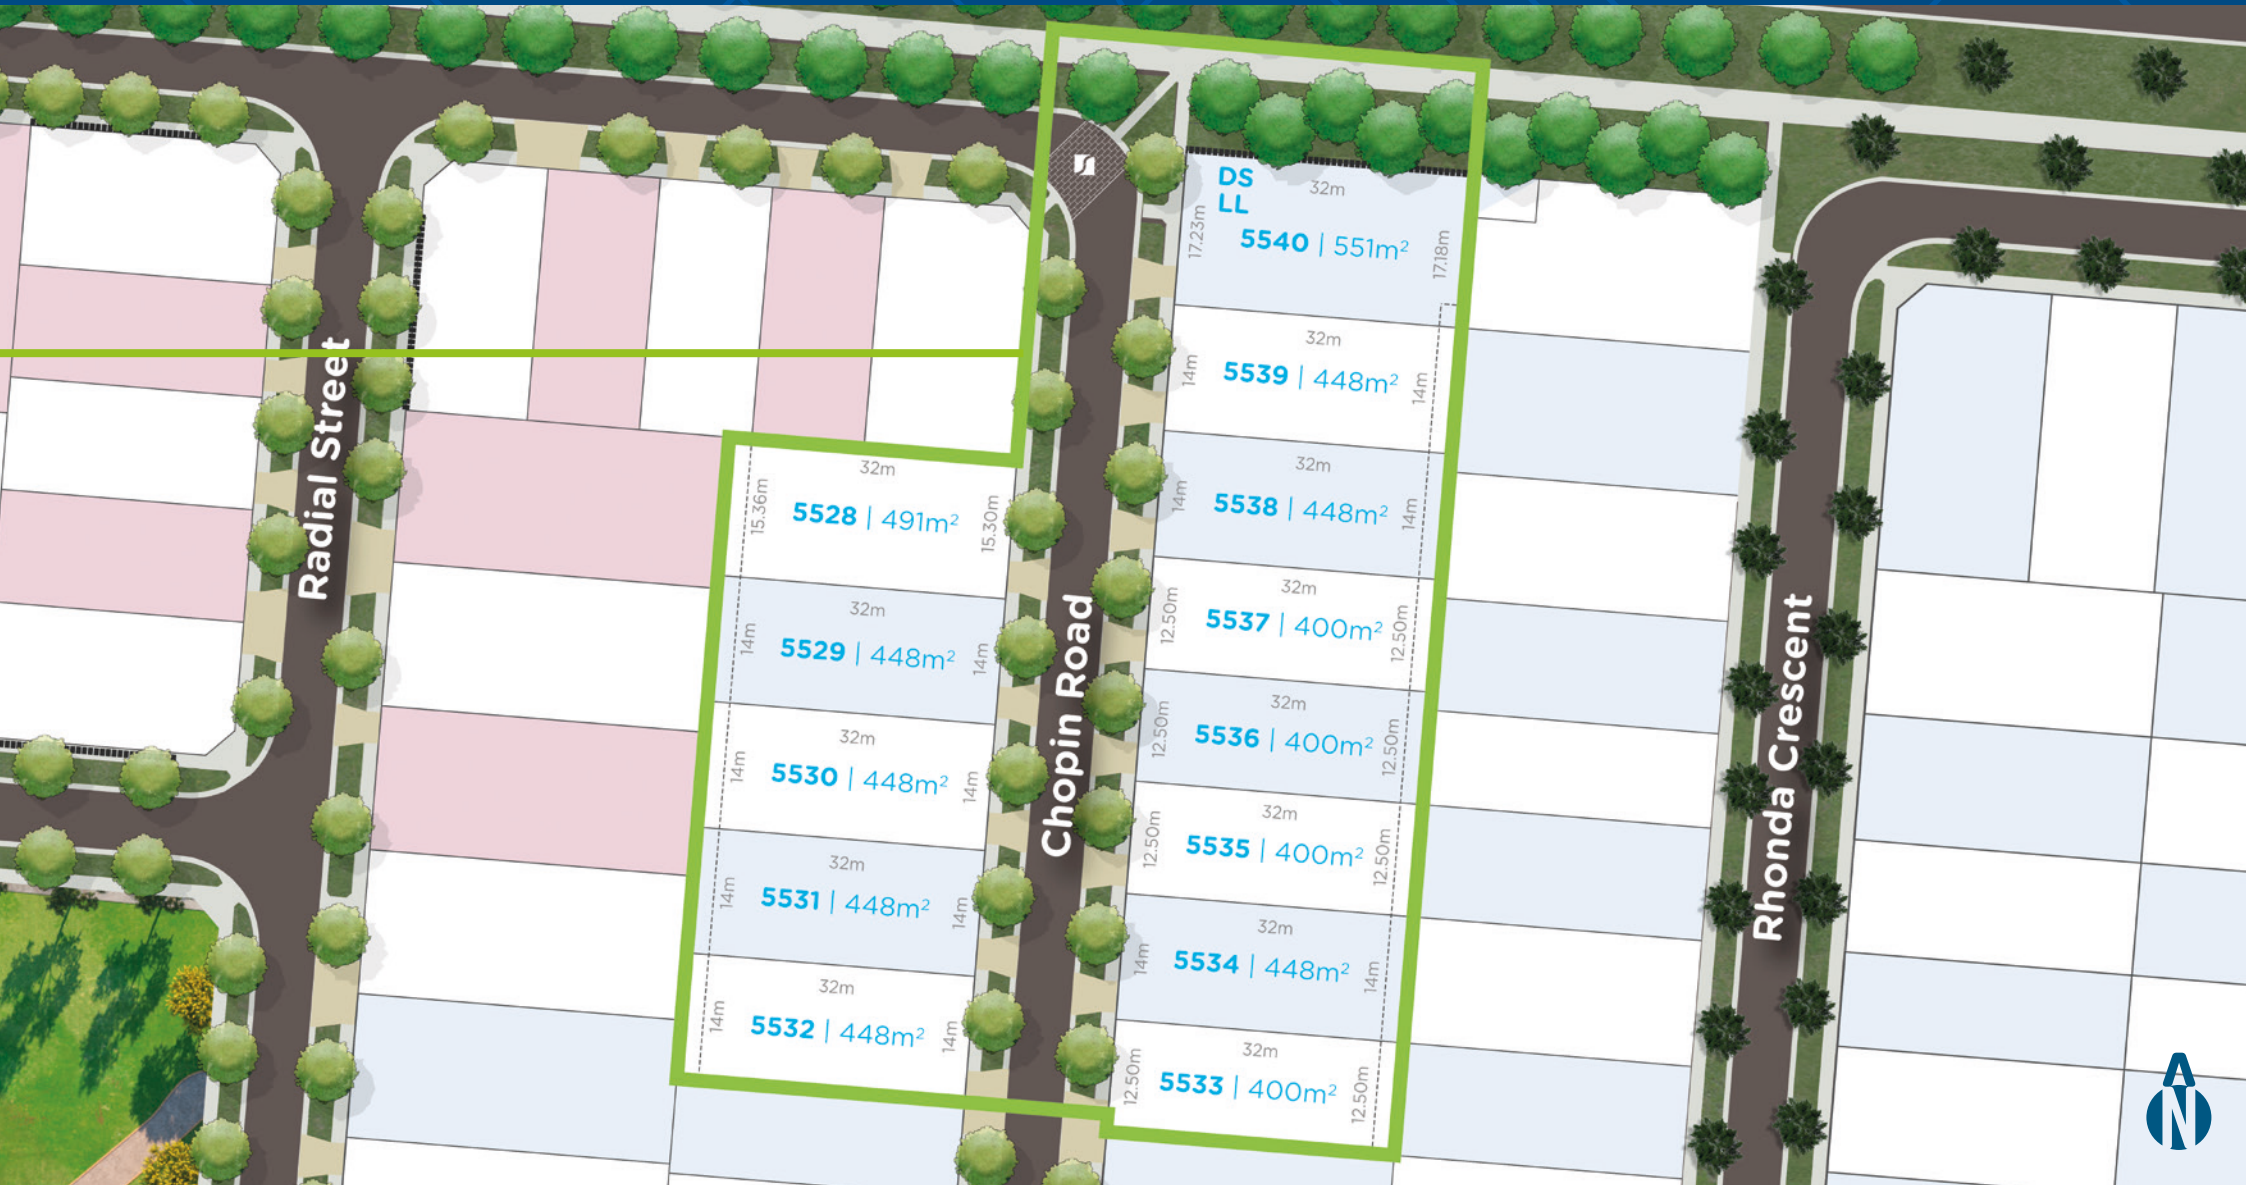 DS
LL
32m
17.23m
5540 | 551m²
17.18m
32m
14m
5539 | 448m²
14m
32m
14m
5538 | 448m²
14m
32m
12.50m
5537 | 400m²
12.50m
32m
12.50m
5536 | 400m²
12.50m
32m
12.50m
5535 | 400m²
12.50m
32m
14m
5534 | 448m²
14m
32m
12.50m
5533 | 400m²
12.50m
32m
15.36m
5528 | 491m²
15.30m
32m
14m
5529 | 448m²
14m
32m
14m
5530 | 448m²
14m
32m
14m
5531 | 448m²
14m
32m
14m
5532 | 448m²
14m
Radial Street
Chopin Road
Rhonda Crescent
N